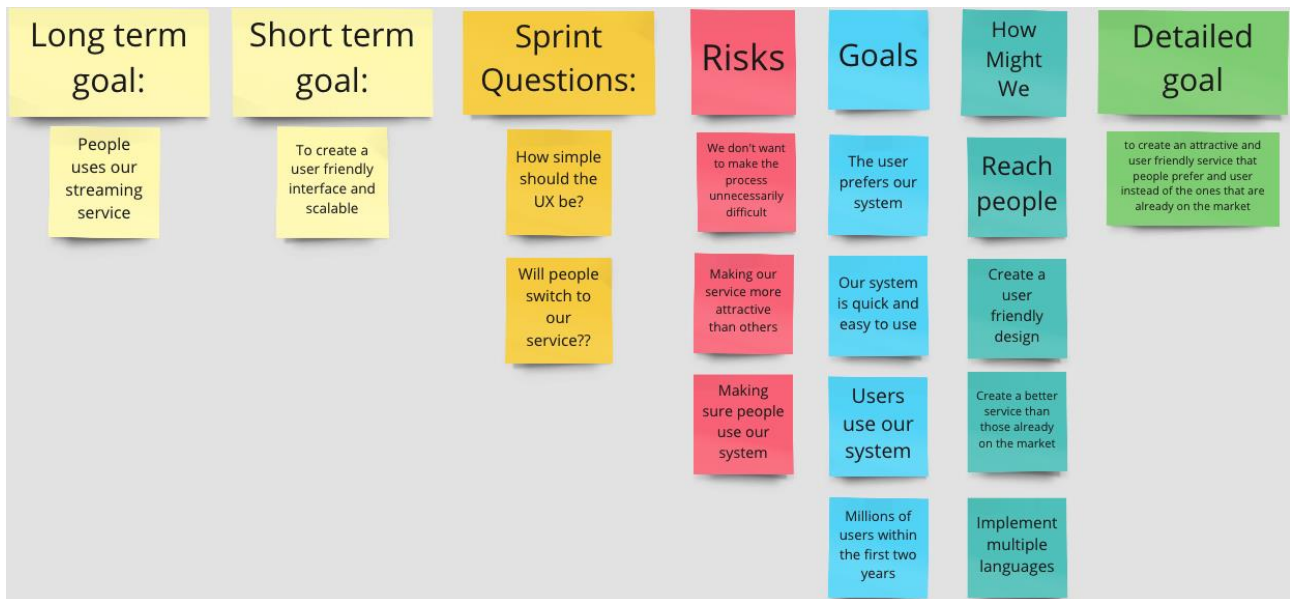 Long term
goal:
People
uses our
streaming
service
Short term
goal:
To create a
user friendly
interface and
scalable
Sprint
Questions:
How simple
should the
UX be?
Will people
switch to
our
service??
Risks
We don't want
to make the
process
unnecessarily
difficult
Making our
service more
attractive
than others
Making
sure people
use our
system
Goals
The user
prefers our
system
Our system
is quick and
easy to use
Users
use our
system
Millions of
users within
the first two
years
How
Might
We
Reach
people
Create a
user
friendly
design
Create a better
service than
those already
on the market
Implement
multiple
languages
Detailed
goal
to create an attractive and
user friendly service that
people prefer and user
instead of the ones that are
already on the market